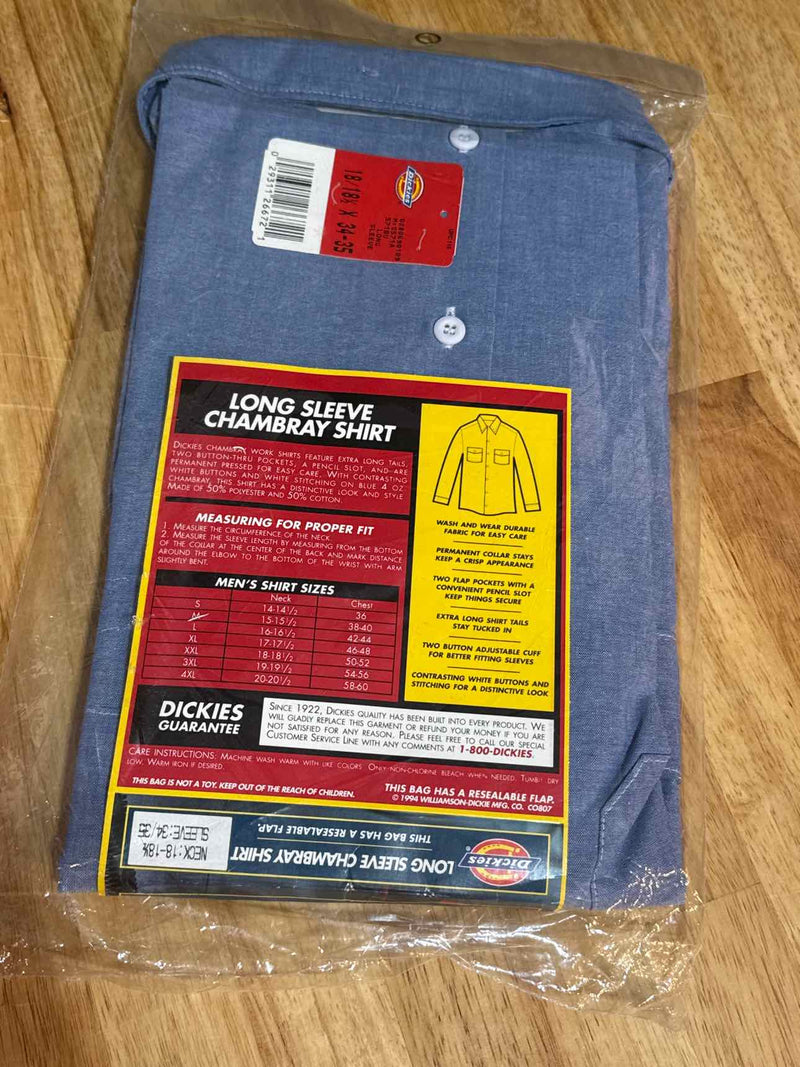 Dickies
18/18½ X 34-35
LONG
SLEEVE
0 29311 26672 1
LONG SLEEVE
CHAMBRAY SHIRT
DICKIES CHAMBRAY WORK SHIRTS FEATURE EXTRA LONG TAILS,
TWO BUTTON-THRU POCKETS, A PENCIL SLOT, AND ARE
PERMANENT PRESSED FOR EASY CARE. WITH CONTRASTING
WHITE BUTTONS AND WHITE STITCHING ON BLUE 4 OZ
CHAMBRAY, THIS SHIRT HAS A DISTINCTIVE LOOK AND STYLE
MADE OF 50% POLYESTER AND 50% COTTON.
MEASURING FOR PROPER FIT
1. MEASURE THE CIRCUMFERENCE OF THE NECK.
2. MEASURE THE SLEEVE LENGTH BY MEASURING FROM THE BOTTOM
OF THE COLLAR AT THE CENTER OF THE BACK AND MARK DISTANCE
AROUND THE ELBOW TO THE BOTTOM OF THE WRIST WITH ARM
SLIGHTLY BENT.
MEN'S SHIRT SIZES
Neck Chest
S 14-14½ 36
M 15-15½ 38-40
L 16-16½ 42-44
XL 17-17½ 46-48
XXL 18-18½ 50-52
3XL 19-19½ 54-56
4XL 20-20½ 58-60
WASH AND WEAR DURABLE
FABRIC FOR EASY CARE
PERMANENT COLLAR STAYS
KEEP A CRISP APPEARANCE
TWO FLAP POCKETS WITH A
CONVENIENT PENCIL SLOT
KEEP THINGS SECURE
EXTRA LONG SHIRT TAILS
STAY TUCKED IN
TWO BUTTON ADJUSTABLE CUFF
FOR BETTER FITTING SLEEVES
CONTRASTING WHITE BUTTONS AND
STITCHING FOR A DISTINCTIVE LOOK
DICKIES
GUARANTEE
SINCE 1922, DICKIES QUALITY HAS BEEN BUILT INTO EVERY PRODUCT. WE
WILL GLADLY REPLACE THIS GARMENT OR REFUND YOUR MONEY IF YOU ARE
NOT SATISFIED FOR ANY REASON. PLEASE FEEL FREE TO CALL OUR SPECIAL
CUSTOMER SERVICE LINE WITH ANY COMMENTS AT 1-800-DICKIES.
CARE INSTRUCTIONS: MACHINE WASH WARM WITH LIKE COLORS ONLY NON-CHLORINE BLEACH WHEN NEEDED. TUMBLE DRY
LOW. WARM IRON IF DESIRED.
THIS BAG IS NOT A TOY. KEEP OUT OF THE REACH OF CHILDREN.
THIS BAG HAS A RESEALABLE FLAP.
© 1994 WILLIAMSON-DICKIE MFG. CO. CO807
Dickies
LONG SLEEVE CHAMBRAY SHIRT
THIS BAG HAS A RESEALABLE FLAP.
NECK:18-18½
SLEEVE:34/35